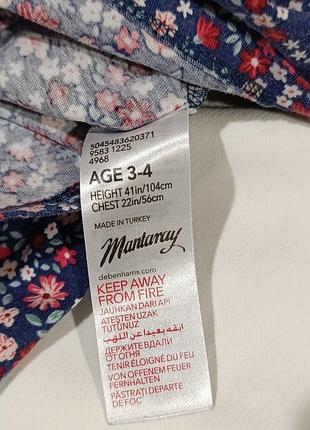 5045483620371
9583 1225
4968
AGE 3-4
HEIGHT 41in/104cm
CHEST 22in/56cm
MADE IN TURKEY
Mantaray
debenhams.com
KEEP AWAY
FROM FIRE
JAUHKAN DARI API
ATEŞTEN UZAK
TUTUNUZ
ابقه بعيدا عن النار
ДЕРЖИТЕ ВДАЛИ
ОТ ОГНЯ
TENIR ÉLOIGNÉ DU FEU
VON OFFENEM FEUER
FERNHALTEN
PĂSTRAŢI DEPARTE
DE FOC